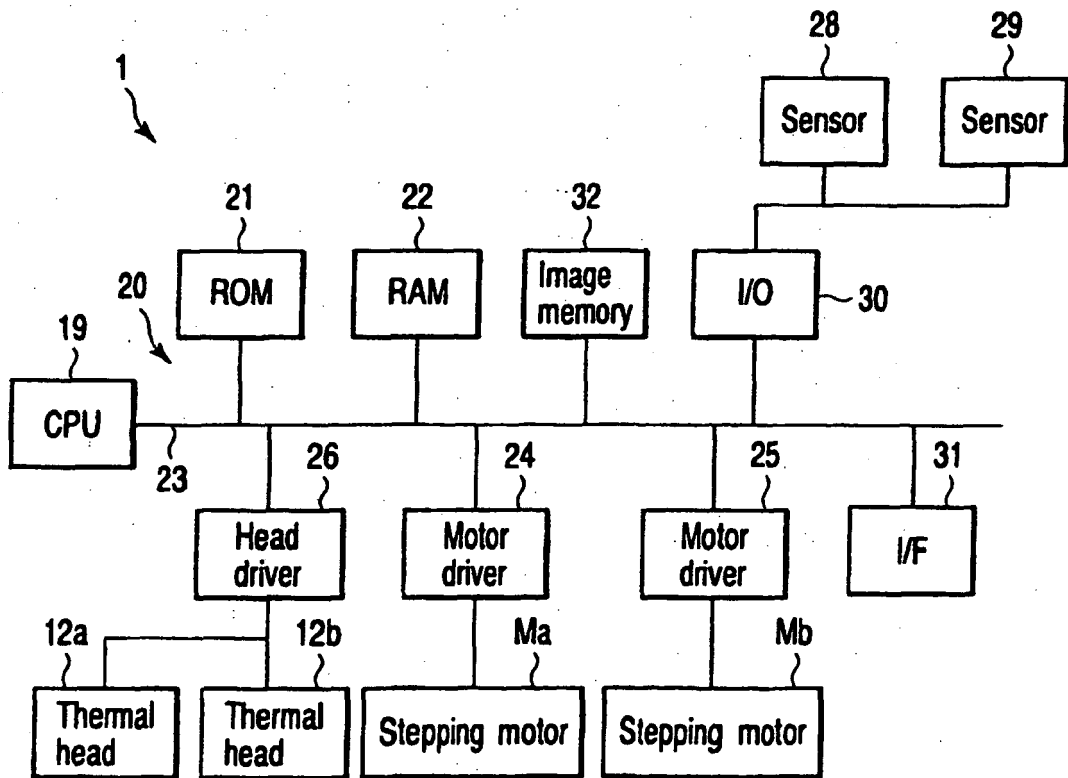 28
29
1
Sensor
Sensor
21
22
32
ROM
RAM
Image
memory
I/O
30
20
19
CPU
23
26
24
25
31
Head
driver
Motor
driver
Motor
driver
I/F
12a
12b
Ma
Mb
Thermal
head
Thermal
head
Stepping motor
Stepping motor